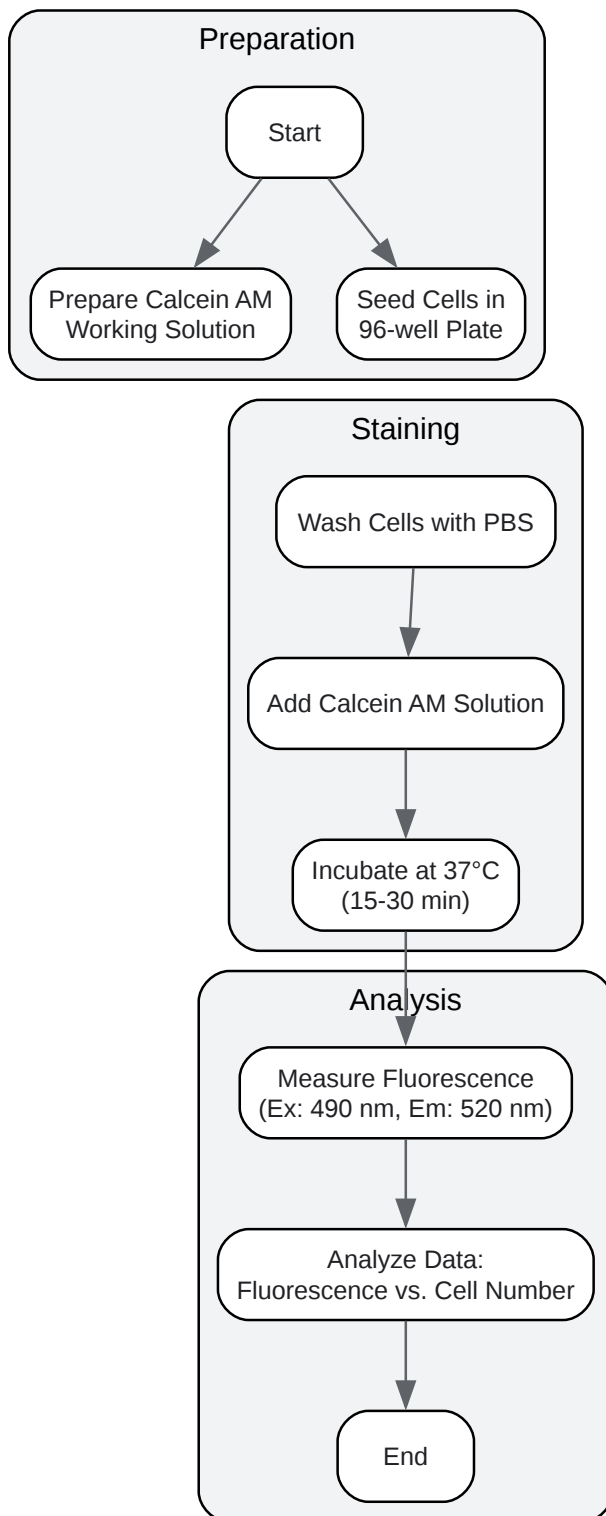 Preparation
Start
Prepare Calcein AM
Working Solution
Seed Cells in
96-well Plate
Staining
Wash Cells with PBS
Add Calcein AM Solution
Incubate at 37°C
(15-30 min)
Analysis
Measure Fluorescence
(Ex: 490 nm, Em: 520 nm)
Analyze Data:
Fluorescence vs. Cell Number
End